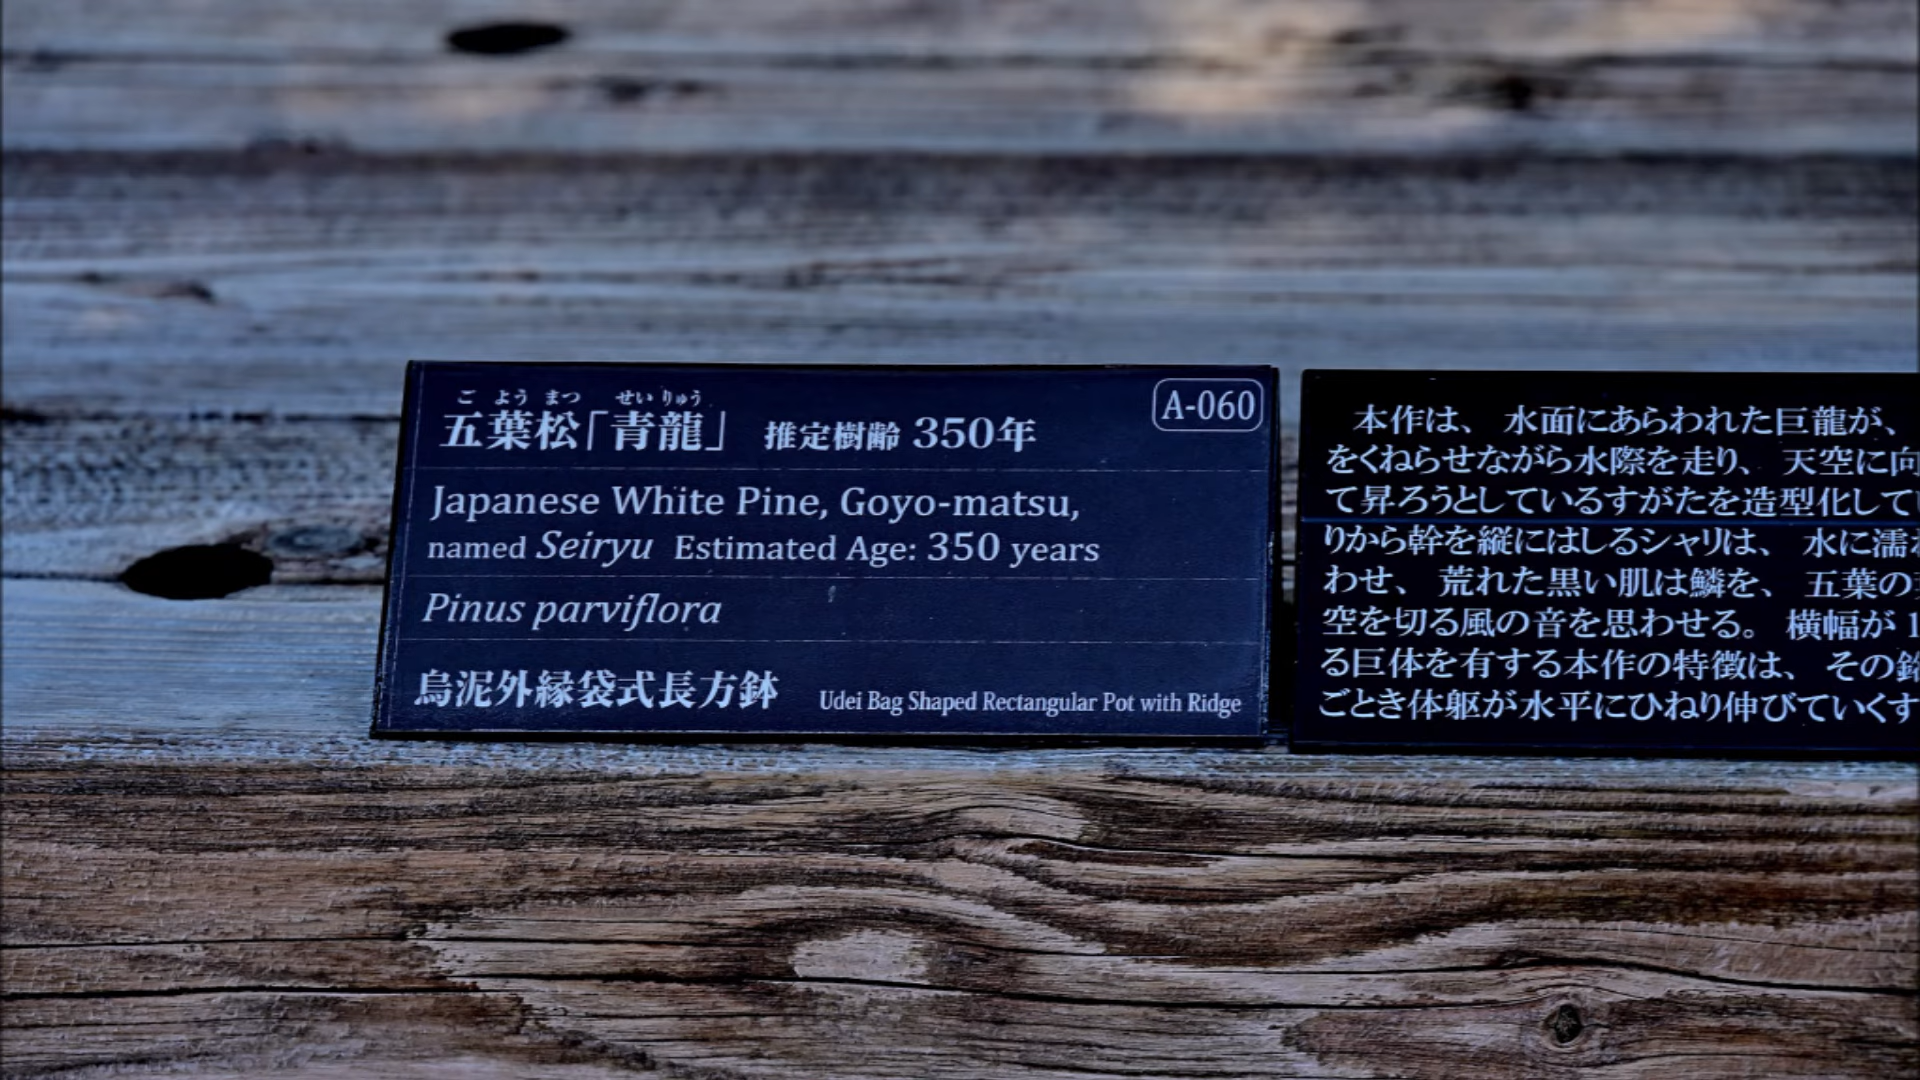 ご よう まつ せい りゅう
五葉松「青龍」 推定樹齢 350年
A-060
Japanese White Pine, Goyo-matsu,
named Seiryu Estimated Age: 350 years
Pinus parviflora
烏泥外縁袋式長方鉢 Udei Bag Shaped Rectangular Pot with Ridge
本作は、水面にあらわれた巨龍が、
をくねらせながら水際を走り、天空に向
て昇ろうとしているすがたを造型化して
りから幹を縦にはしるシャリは、水に濡
わせ、荒れた黒い肌は鱗を、五葉の
空を切る風の音を思わせる。横幅が 1
る巨体を有する本作の特徴は、その
ごとき体躯が水平にひねり伸びていくす